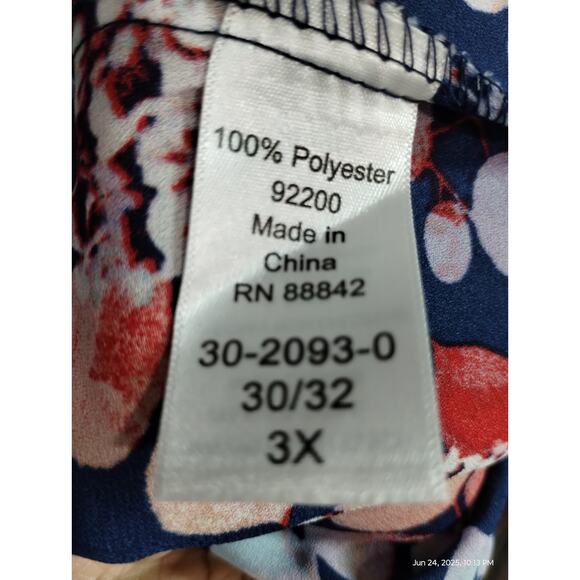 100% Polyester
92200
Made in
China
RN 88842
30-2093-0
30/32
3X
Jun 24, 2025, 10:13 PM